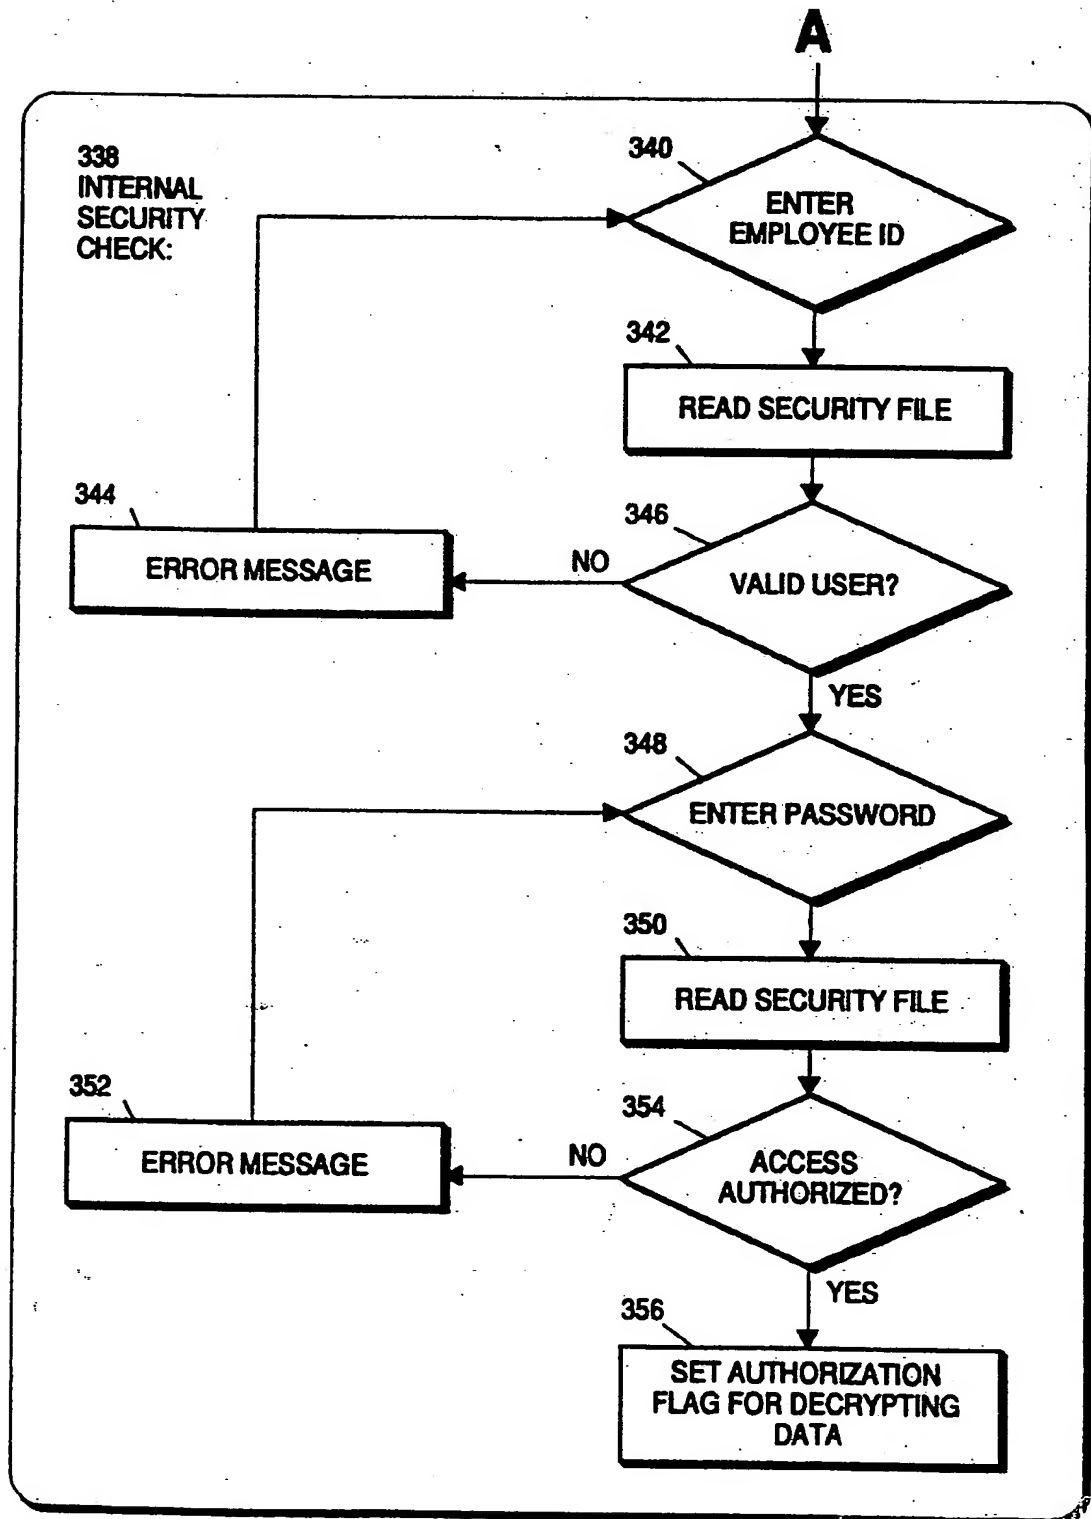 A
338
INTERNAL
SECURITY
CHECK:
340
ENTER
EMPLOYEE ID
342
READ SECURITY FILE
344
ERROR MESSAGE
346
NO
VALID USER?
YES
348
ENTER PASSWORD
350
READ SECURITY FILE
352
ERROR MESSAGE
354
NO
ACCESS
AUTHORIZED?
YES
356
SET AUTHORIZATION
FLAG FOR DECRYPTING
DATA